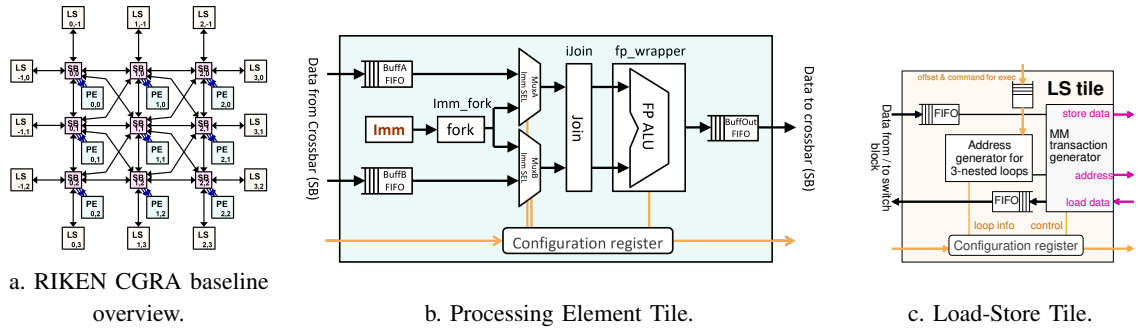 LS
0,-1
LS
1,-1
LS
2,-1
LS
-1,0
SB
0,0
SB
1,0
SB
2,0
LS
3,0
PE
0,0
PE
1,0
PE
2,0
LS
-1,1
SB
0,1
SB
1,1
SB
2,1
LS
3,1
PE
0,1
PE
1,1
PE
2,1
LS
-1,2
SB
0,2
SB
1,2
SB
2,2
LS
3,2
PE
0,2
PE
1,2
PE
2,2
LS
0,3
LS
1,3
LS
2,3
a. RIKEN CGRA baseline
overview.
Data from Crossbar (SB)
BuffA
FIFO
Imm_fork
Imm
fork
BuffB
FIFO
MuxA
Imm SEL
MuxB
Imm SEL
iJoin
Join
fp_wrapper
FP ALU
BuffOut
FIFO
Data to crossbar (SB)
Configuration register
b. Processing Element Tile.
offset & command for exec
LS tile
Data from / to switch
block
FIFO
store data
Address
generator for
3-nested loops
MM
transaction
generator
address
FIFO
load data
loop info
control
Configuration register
c. Load-Store Tile.